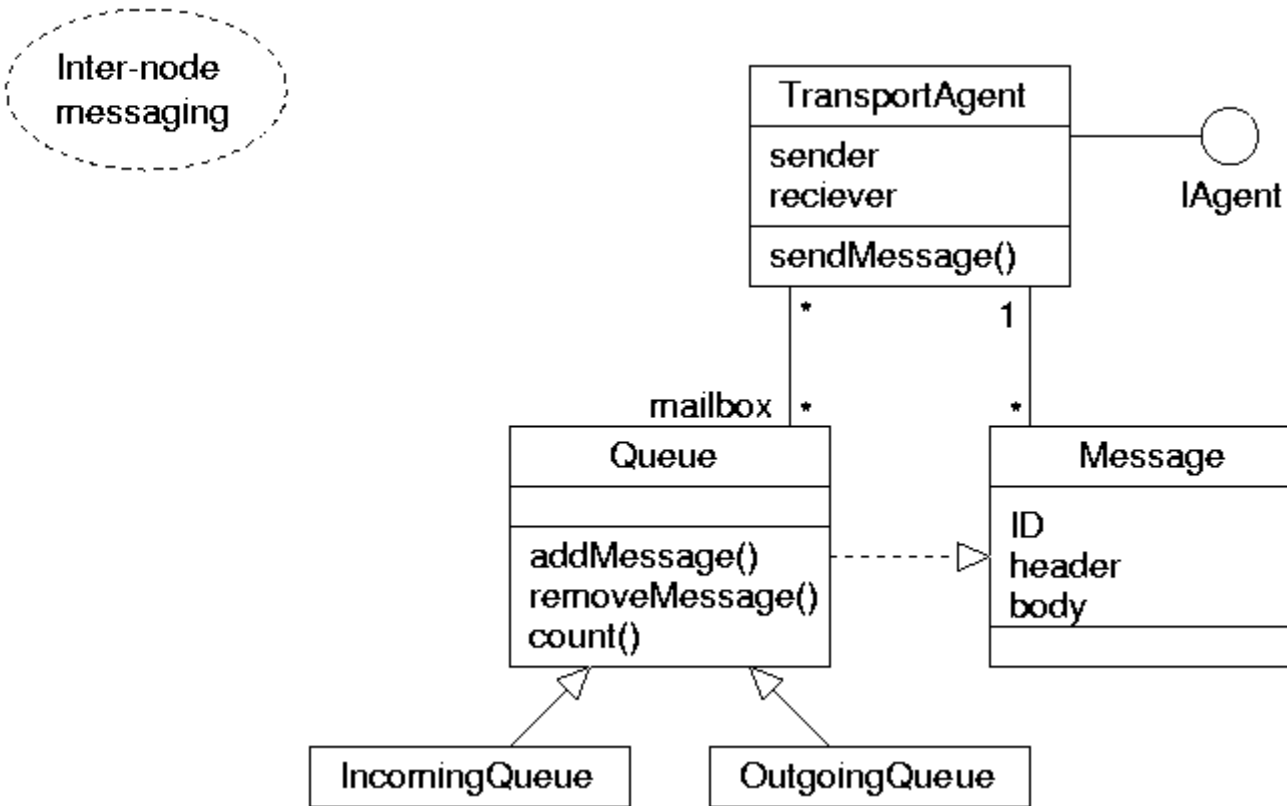 Inter-node
messaging
TransportAgent
sender
reciever
sendMessage()
IAgent
*
1
mailbox
*
*
Queue
addMessage()
removeMessage()
count()
Message
ID
header
body
IncomingQueue
OutgoingQueue